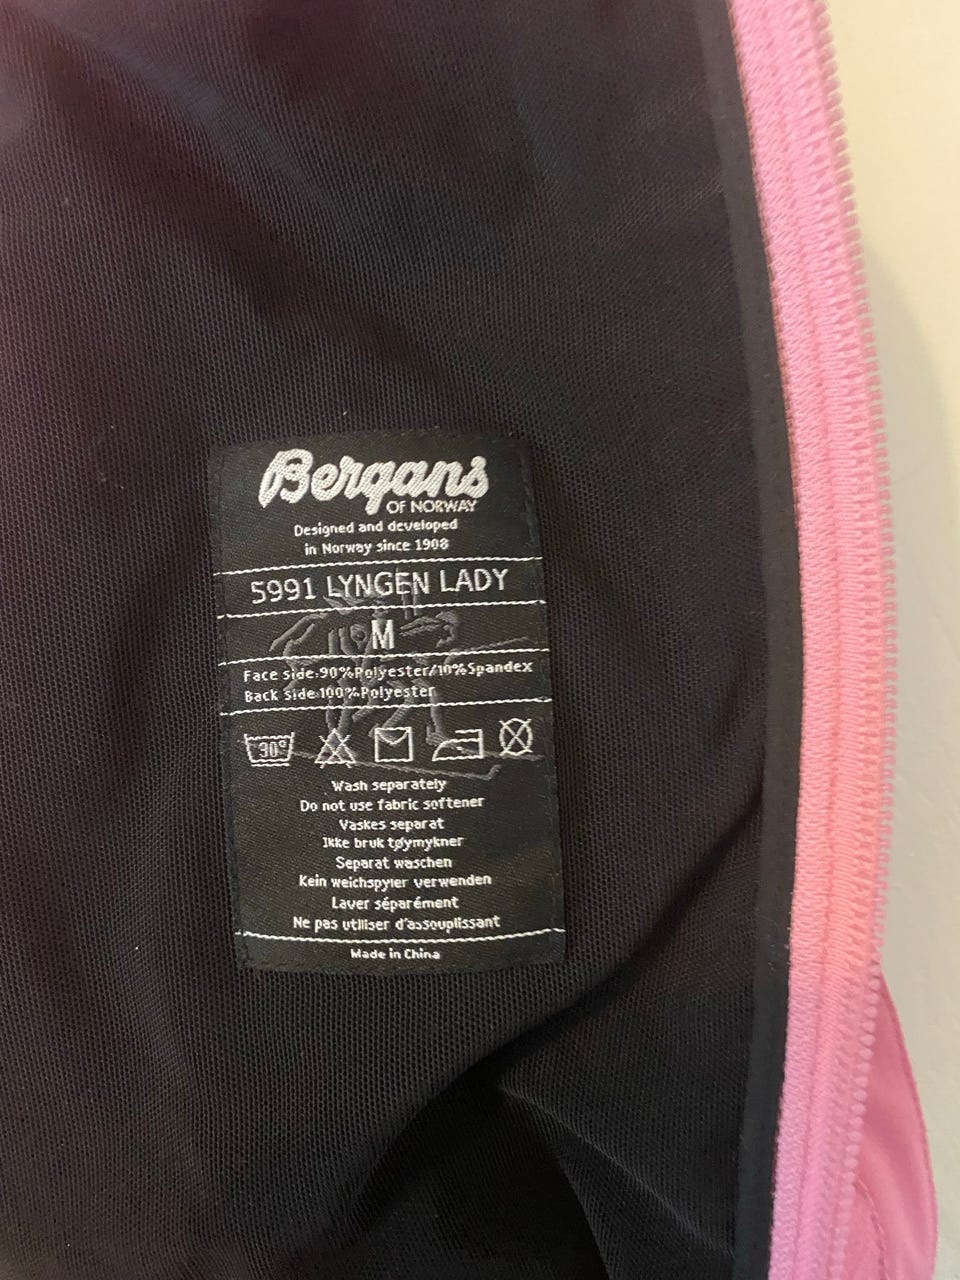 Bergans
OF NORWAY
Designed and developed
in Norway since 1908
5991 LYNGEN LADY
M
Face side:90%Polyester/10%Spandex
Back side:100%Polyester
30°
Wash separately
Do not use fabric softener
Vaskes separat
Ikke bruk tøymykner
Separat waschen
Kein weichspyler verwenden
Laver séparément
Ne pas utiliser d'assouplissant
Made in China